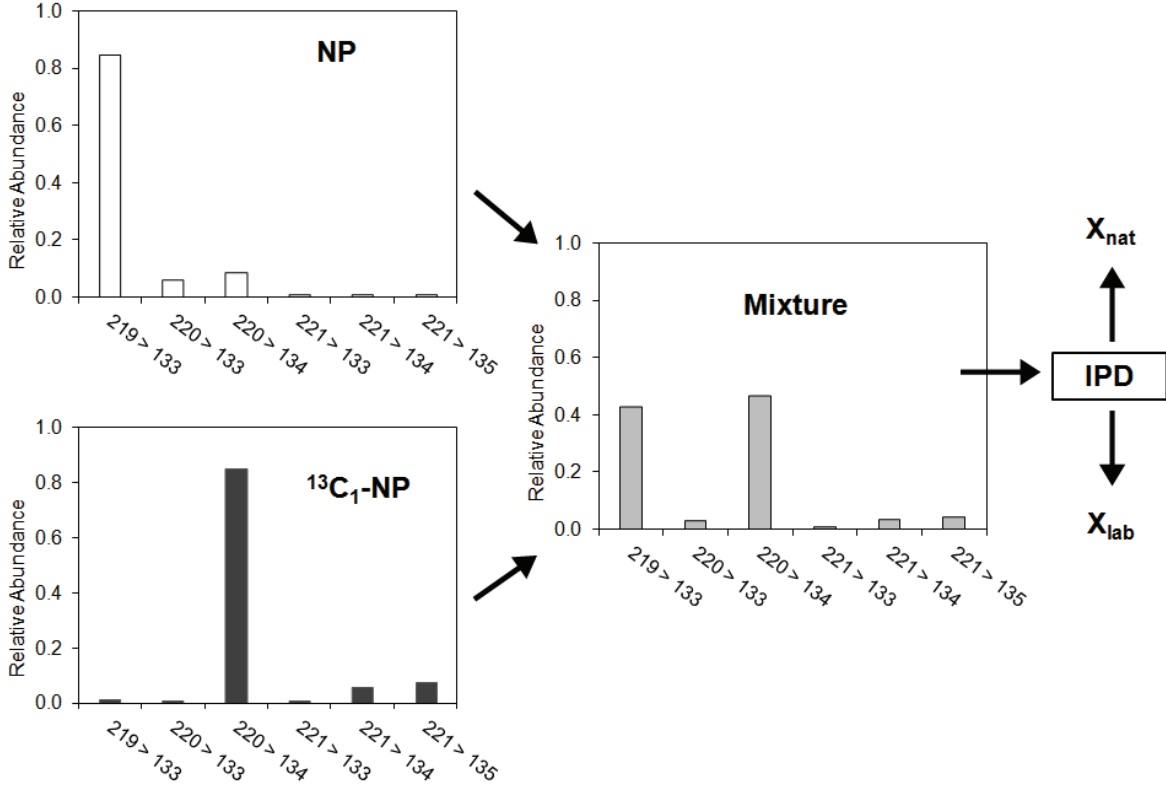 NP
Relative Abundance
1.0
0.8
0.6
0.4
0.2
0.0
219 > 133
220 > 133
220 > 134
221 > 133
221 > 134
221 > 135
¹³C₁-NP
Relative Abundance
1.0
0.8
0.6
0.4
0.2
0.0
219 > 133
220 > 133
220 > 134
221 > 133
221 > 134
221 > 135
Mixture
Relative Abundance
1.0
0.8
0.6
0.4
0.2
0.0
219 > 133
220 > 133
220 > 134
221 > 133
221 > 134
221 > 135
Xnat
IPD
Xlab